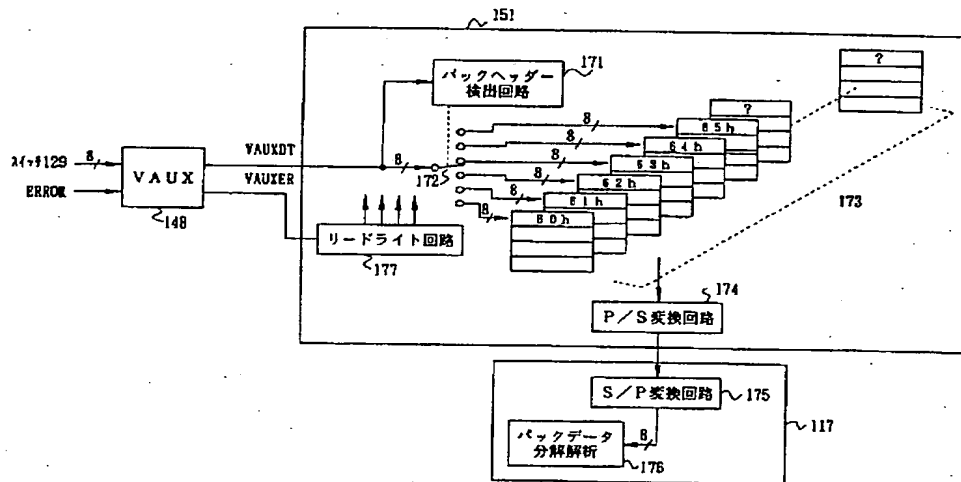 151
171
パックヘッダー
検出回路
?
?
8
65h
8
64h
8
63h
8
62h
8
61h
8
60h
スイッチ129
8
ERROR
VAUX
148
VAUXDT
VAUXER
8
172
173
リードライト回路
177
174
P/S変換回路
S/P変換回路
175
117
8
パックデータ
分解解析
176